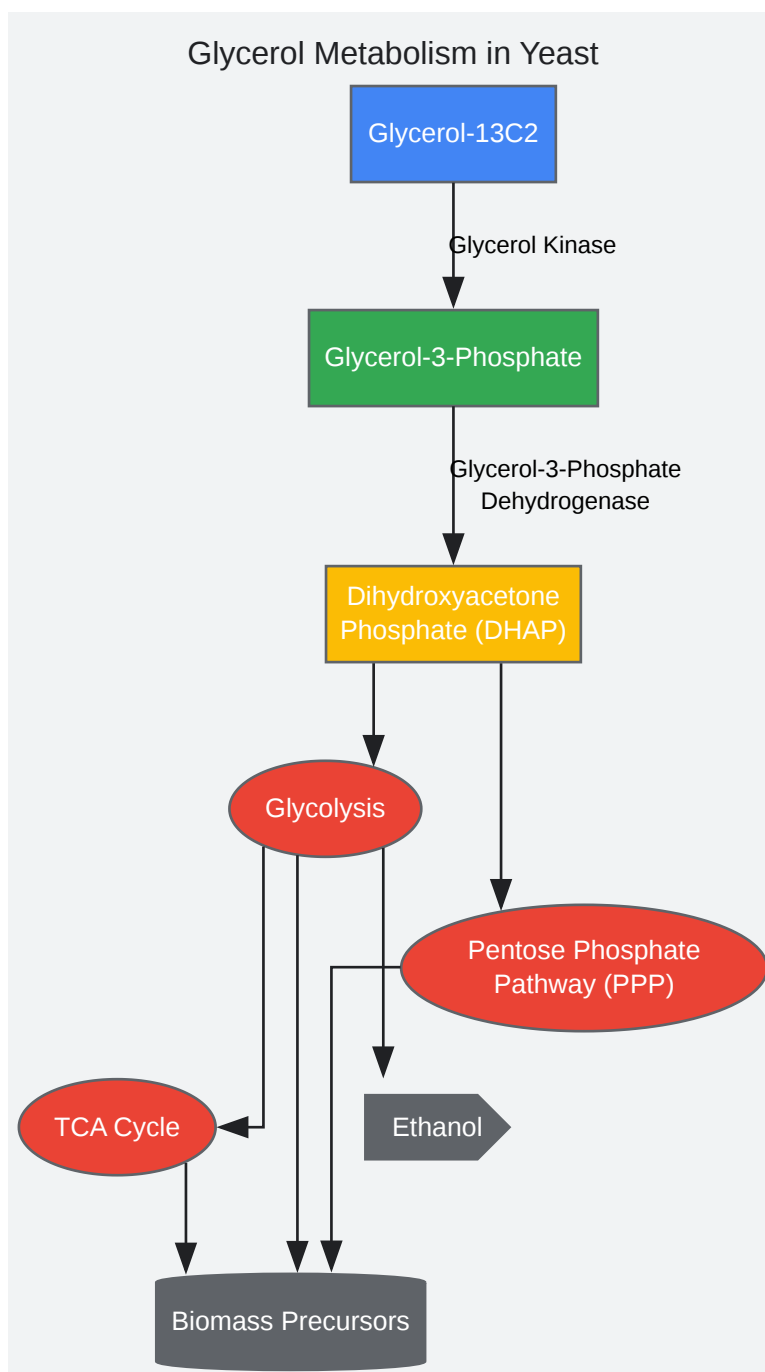 Glycerol Metabolism in Yeast
Glycerol-13C2
Glycerol Kinase
Glycerol-3-Phosphate
Glycerol-3-Phosphate
Dehydrogenase
Dihydroxyacetone
Phosphate (DHAP)
Glycolysis
Pentose Phosphate
Pathway (PPP)
TCA Cycle
Ethanol
Biomass Precursors